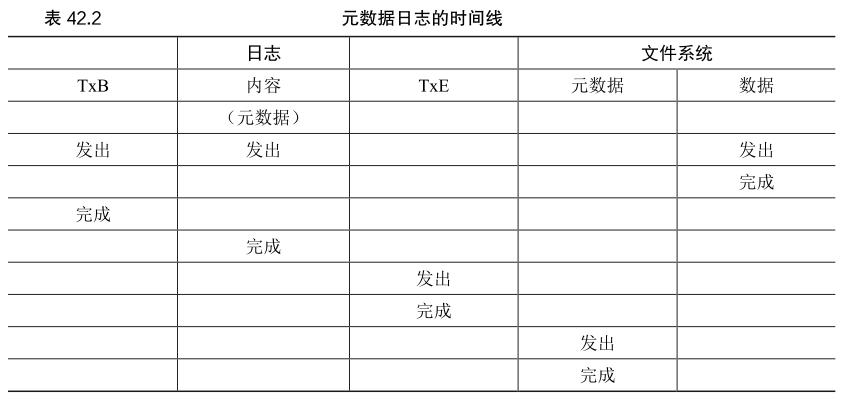 表 42.2 元数据日志的时间线
日志 文件系统
TxB 内容 TxE 元数据 数据
（元数据）
发出 发出 发出
完成
完成
完成
发出
完成
发出
完成